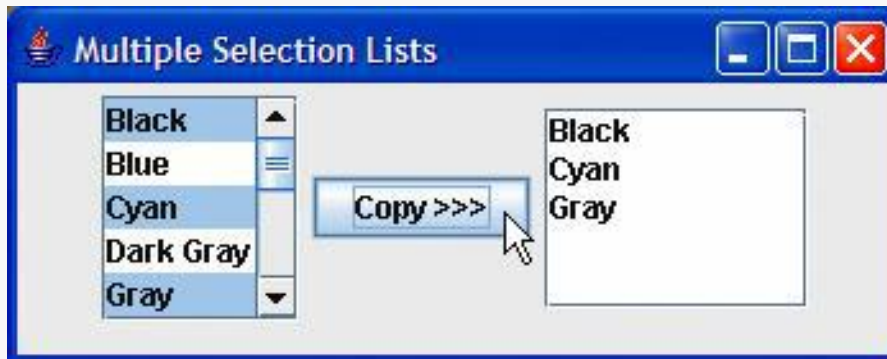 Multiple Selection Lists
Black
Blue
Cyan
Dark Gray
Gray
Copy >>>
Black
Cyan
Gray